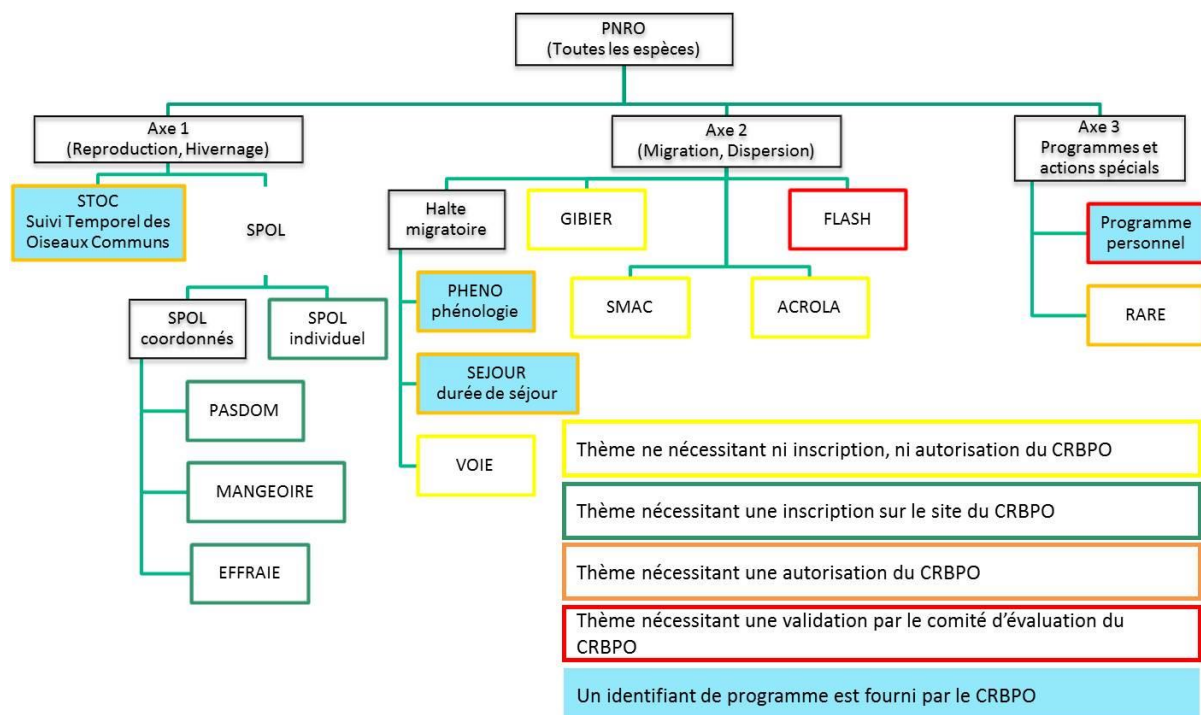 PNRO
(Toutes les espèces)
Axe 1
(Reproduction, Hivernage)
Axe 2
(Migration, Dispersion)
Axe 3
Programmes et
actions spécials
STOC
Suivi Temporel des
Oiseaux Communs
SPOL
Halte
migratoire
GIBIER
FLASH
Programme
personnel
SPOL
coordonnés
SPOL
individuel
PHENO
phénologie
SMAC
ACROLA
RARE
PASDOM
SEJOUR
durée de séjour
MANGEOIRE
VOIE
EFFRAIE
Thème ne nécessitant ni inscription, ni autorisation du CRBPO
Thème nécessitant une inscription sur le site du CRBPO
Thème nécessitant une autorisation du CRBPO
Thème nécessitant une validation par le comité d'évaluation du
CRBPO
Un identifiant de programme est fourni par le CRBPO